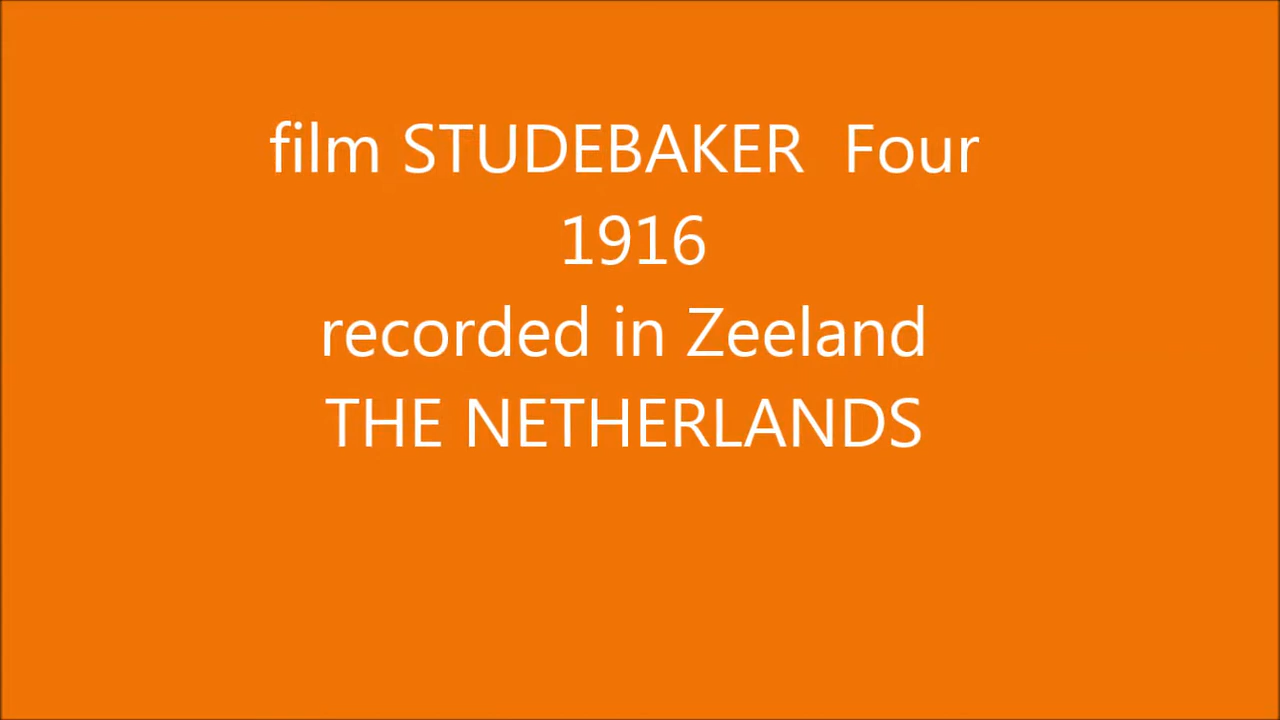 film STUDEBAKER  Four
1916
recorded in Zeeland
THE NETHERLANDS